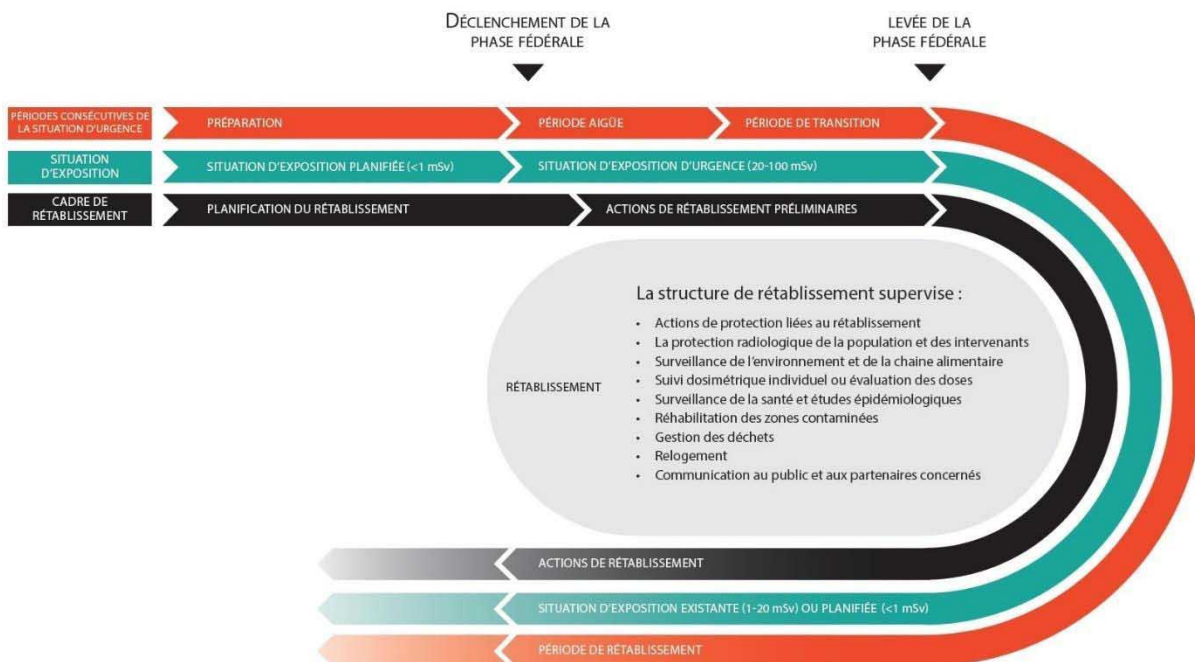 DÉCLENCHEMENT DE LA
PHASE FÉDÉRALE
LEVÉE DE LA
PHASE FÉDÉRALE
PÉRIODES CONSÉCUTIVES DE
LA SITUATION D'URGENCE
PRÉPARATION
PÉRIODE AIGÜE
PÉRIODE DE TRANSITION
SITUATION
D'EXPOSITION
SITUATION D'EXPOSITION PLANIFIÉE (<1 mSv)
SITUATION D'EXPOSITION D'URGENCE (20-100 mSv)
CADRE DE
RÉTABLISSEMENT
PLANIFICATION DU RÉTABLISSEMENT
ACTIONS DE RÉTABLISSEMENT PRÉLIMINAIRES
RÉTABLISSEMENT
La structure de rétablissement supervise :
• Actions de protection liées au rétablissement
• La protection radiologique de la population et des intervenants
• Surveillance de l'environnement et de la chaine alimentaire
• Suivi dosimétrique individuel ou évaluation des doses
• Surveillance de la santé et études épidémiologiques
• Réhabilitation des zones contaminées
• Gestion des déchets
• Relogement
• Communication au public et aux partenaires concernés
ACTIONS DE RÉTABLISSEMENT
SITUATION D'EXPOSITION EXISTANTE (1-20 mSv) OU PLANIFIÉE (<1 mSv)
PÉRIODE DE RÉTABLISSEMENT